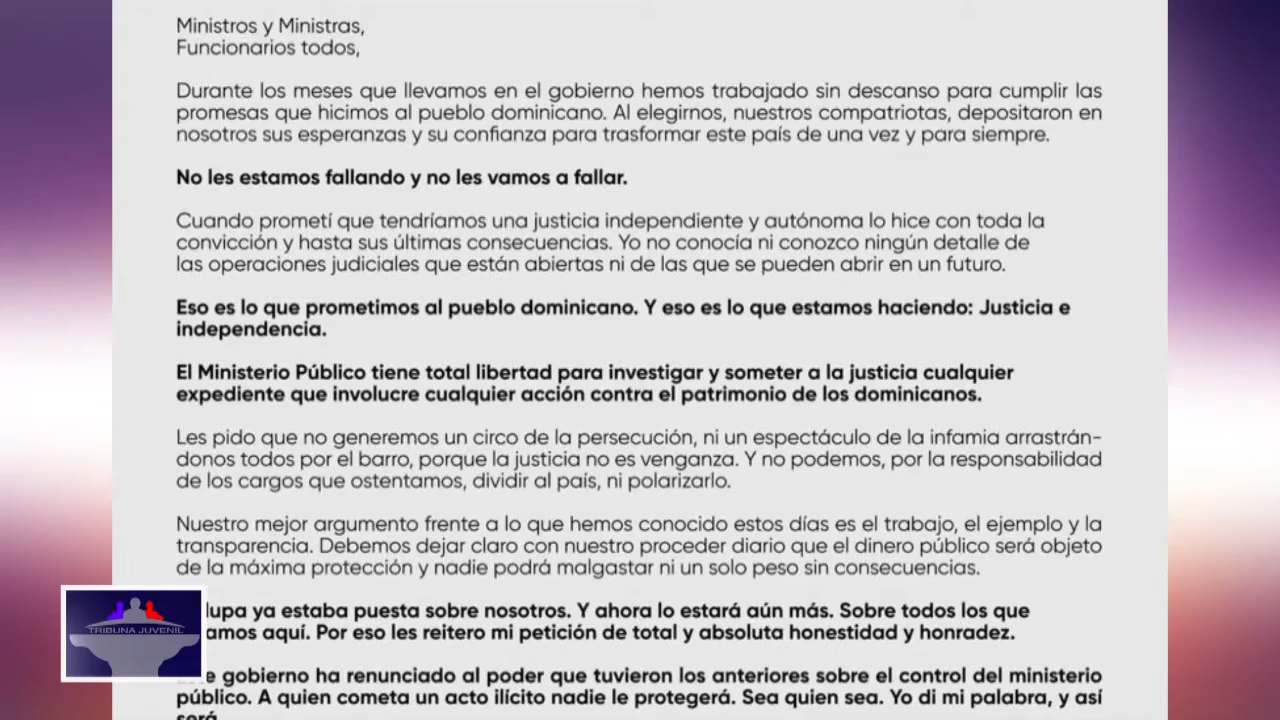 Ministros y Ministras,
Funcionarios todos,
Durante los meses que llevamos en el gobierno hemos trabajado sin descanso para cumplir las
promesas que hicimos al pueblo dominicano. Al elegirnos, nuestros compatriotas, depositaron en
nosotros sus esperanzas y su confianza para trasformar este país de una vez y para siempre.
No les estamos fallando y no les vamos a fallar.
Cuando prometí que tendríamos una justicia independiente y autónoma lo hice con toda la
convicción y hasta sus últimas consecuencias. Yo no conocía ni conozco ningún detalle de
las operaciones judiciales que están abiertas ni de las que se pueden abrir en un futuro.
Eso es lo que prometimos al pueblo dominicano. Y eso es lo que estamos haciendo: Justicia e
independencia.
El Ministerio Público tiene total libertad para investigar y someter a la justicia cualquier
expediente que involucre cualquier acción contra el patrimonio de los dominicanos.
Les pido que no generemos un circo de la persecución, ni un espectáculo de la infamia arrastrán-
donos todos por el barro, porque la justicia no es venganza. Y no podemos, por la responsabilidad
de los cargos que ostentamos, dividir al país, ni polarizarlo.
Nuestro mejor argumento frente a lo que hemos conocido estos días es el trabajo, el ejemplo y la
transparencia. Debemos dejar claro con nuestro proceder diario que el dinero público será objeto
de la máxima protección y nadie podrá malgastar ni un solo peso sin consecuencias.
lupa ya estaba puesta sobre nosotros. Y ahora lo estará aún más. Sobre todos los que
amos aquí. Por eso les reitero mi petición de total y absoluta honestidad y honradez.
gobierno ha renunciado al poder que tuvieron los anteriores sobre el control del ministerio
público. A quien cometa un acto ilícito nadie le protegerá. Sea quien sea. Yo di mi palabra, y así
será.
TRIBUNA JUVENIL